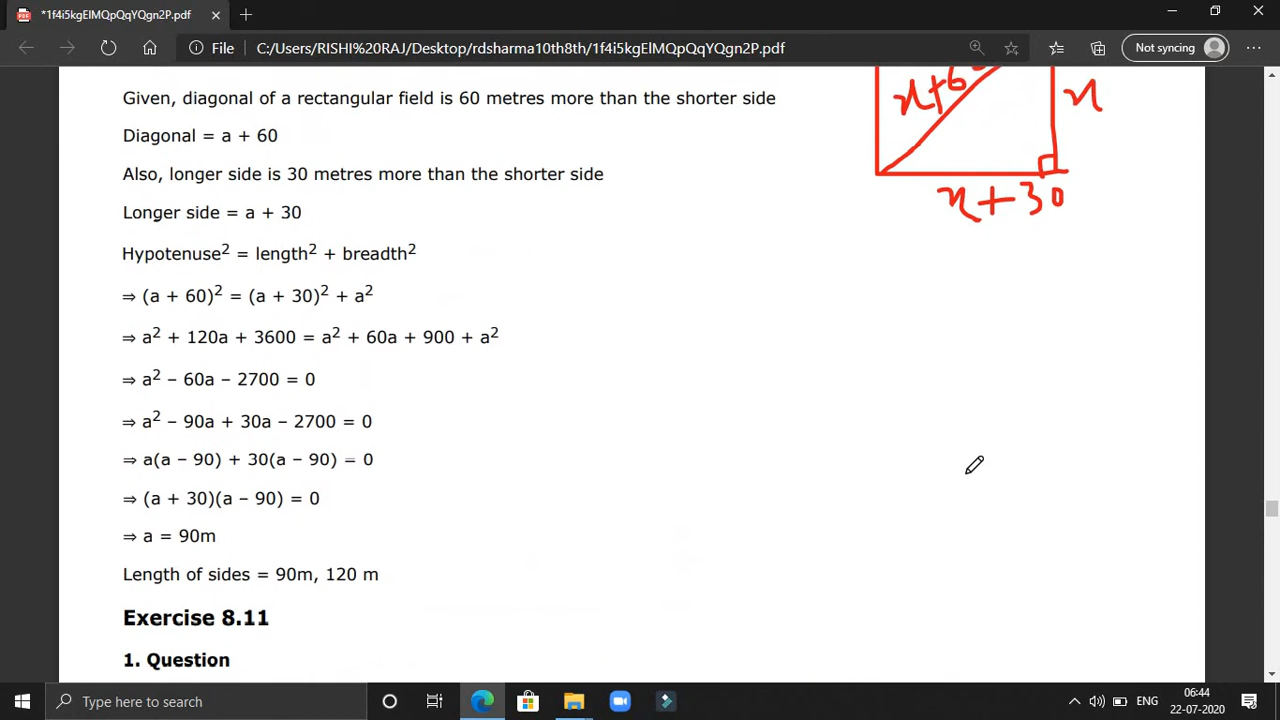 *1f4i5kgElMQpQqYQgn2P.pdf
File
C:/Users/RISHI%20RAJ/Desktop/rdsharma10th8th/1f4i5kgElMQpQqYQgn2P.pdf
Not syncing
Given, diagonal of a rectangular field is 60 metres more than the shorter side
x+6
x
Diagonal = a + 60
Also, longer side is 30 metres more than the shorter side
x+30
Longer side = a + 30
Hypotenuse² = length² + breadth²
⇒ (a + 60)² = (a + 30)² + a²
⇒ a² + 120a + 3600 = a² + 60a + 900 + a²
⇒ a² – 60a – 2700 = 0
⇒ a² – 90a + 30a – 2700 = 0
⇒ a(a – 90) + 30(a – 90) = 0
⇒ (a + 30)(a – 90) = 0
⇒ a = 90m
Length of sides = 90m, 120 m
Exercise 8.11
1. Question
Type here to search
ENG
06:44
22-07-2020